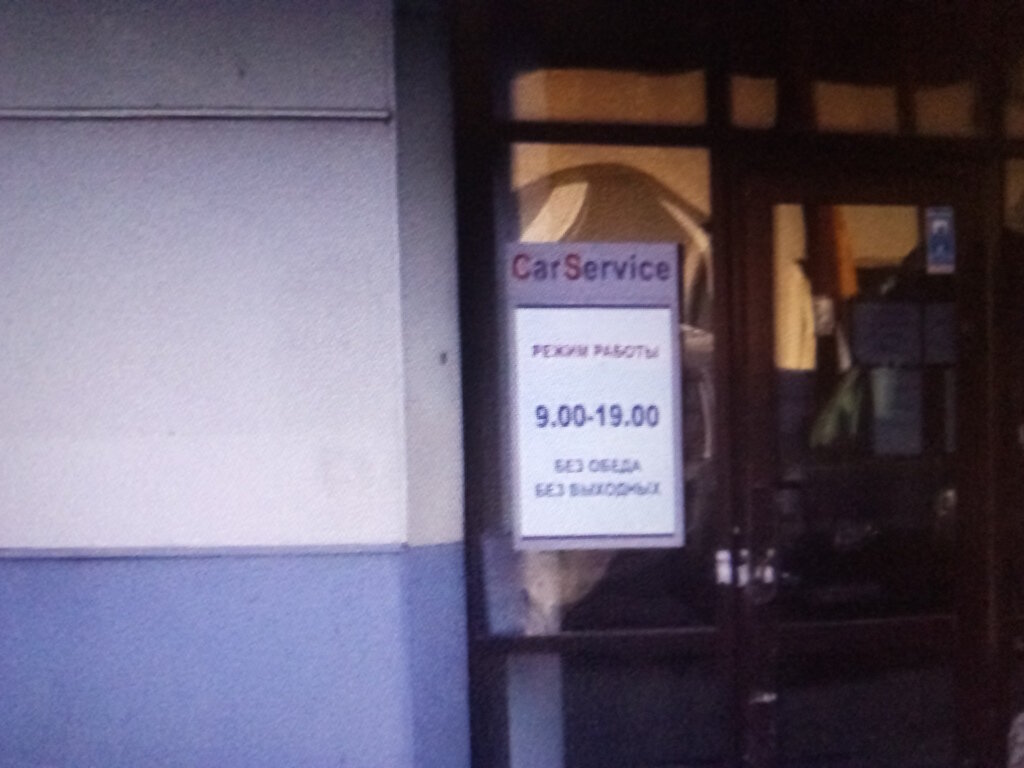 CarService
РЕЖИМ РАБОТЫ
9.00-19.00
БЕЗ ОБЕДА
БЕЗ ВЫХОДНЫХ